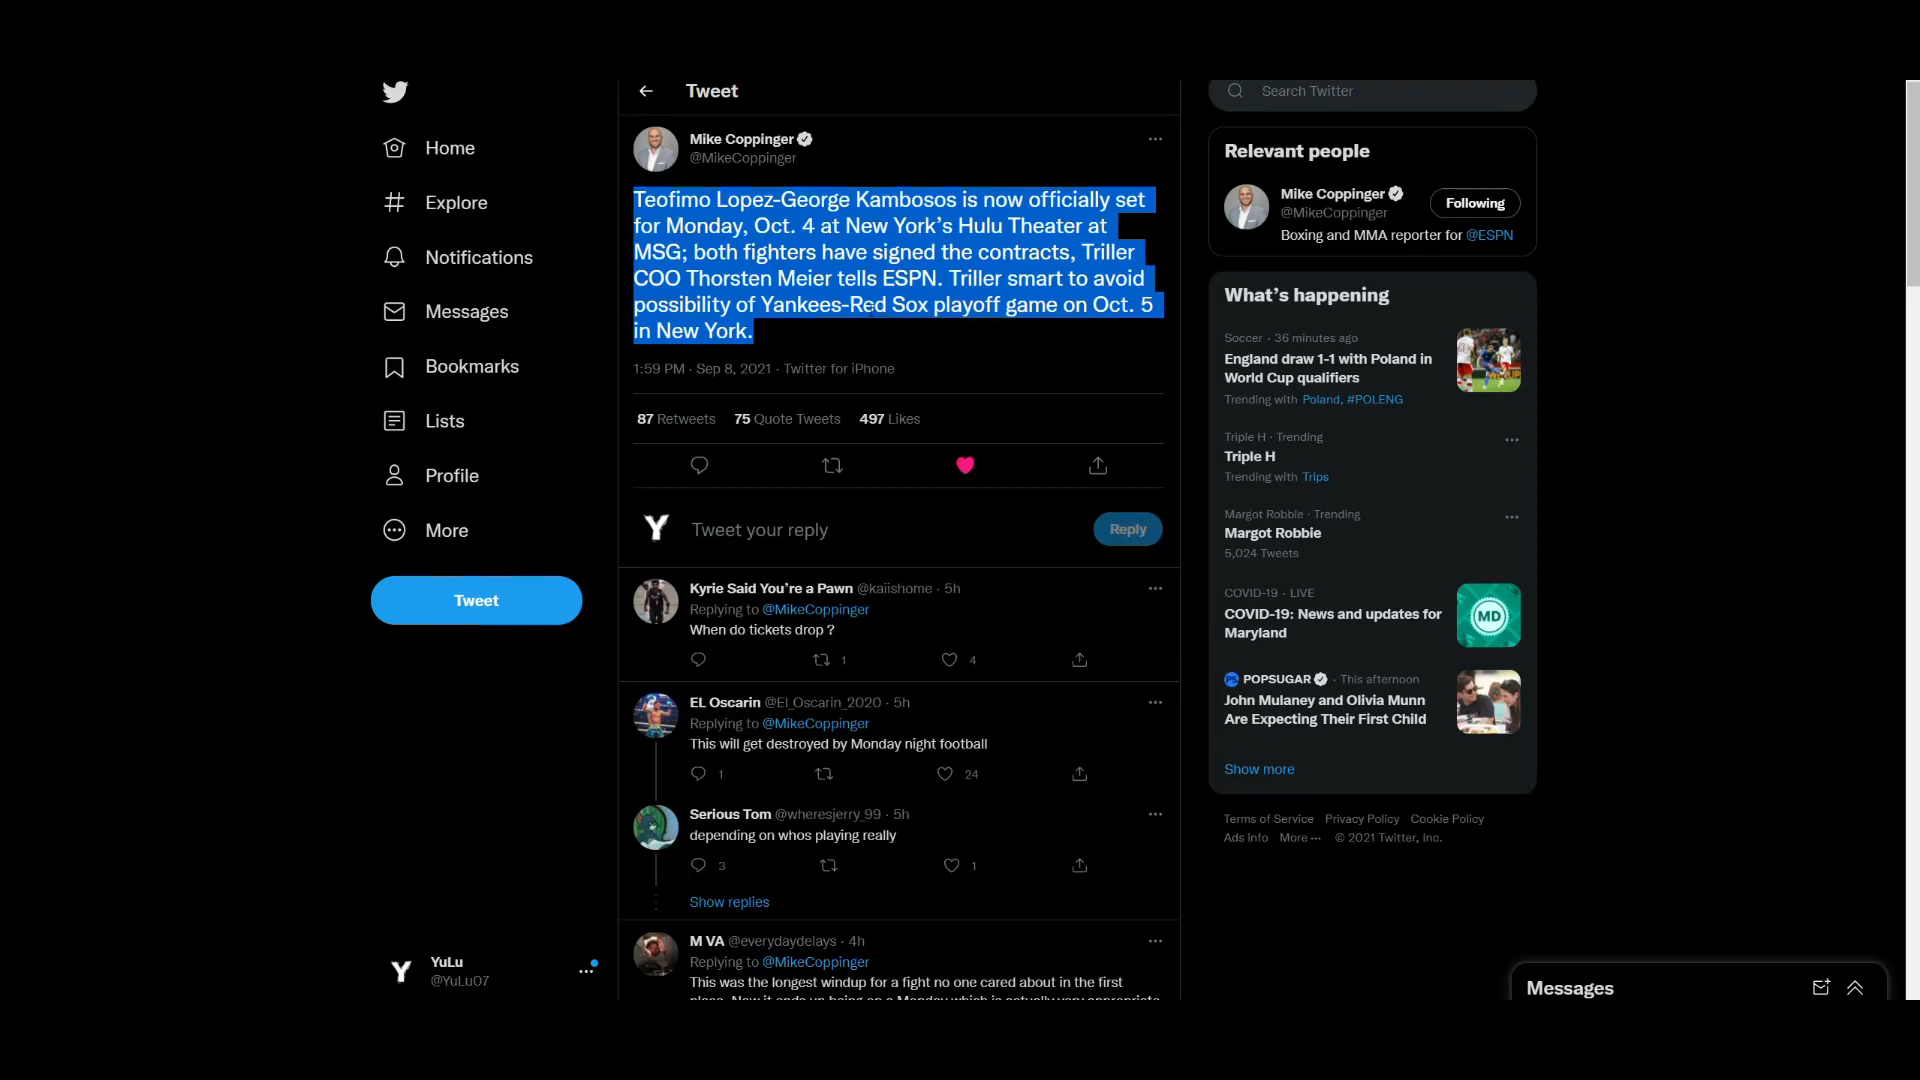 Home
Explore
Notifications
Messages
Bookmarks
Lists
Profile
More
Tweet
YuLu
@YuLu07
Tweet
Mike Coppinger
@MikeCoppinger
Teofimo Lopez-George Kambosos is now officially set
for Monday, Oct. 4 at New York's Hulu Theater at
MSG; both fighters have signed the contracts, Triller
COO Thorsten Meier tells ESPN. Triller smart to avoid
possibility of Yankees-Red Sox playoff game on Oct. 5
in New York.
1:59 PM · Sep 8, 2021 · Twitter for iPhone
87 Retweets 75 Quote Tweets 497 Likes
Y Tweet your reply Reply
Kyrie Said You're a Pawn @kaiishome · 5h
Replying to @MikeCoppinger
When do tickets drop ?
1 4
EL Oscarin @El_Oscarin_2020 · 5h
Replying to @MikeCoppinger
This will get destroyed by Monday night football
1 24
Serious Tom @wheresjerry_99 · 5h
depending on whos playing really
3 1
Show replies
M VA @everydaydelays · 4h
Replying to @MikeCoppinger
This was the longest windup for a fight no one cared about in the first
Search Twitter
Relevant people
Mike Coppinger
@MikeCoppinger
Following
Boxing and MMA reporter for @ESPN
What's happening
Soccer · 36 minutes ago
England draw 1-1 with Poland in
World Cup qualifiers
Trending with Poland, #POLENG
Triple H · Trending
Triple H
Trending with Trips
Margot Robbie · Trending
Margot Robbie
5,024 Tweets
COVID-19 · LIVE
COVID-19: News and updates for
Maryland
MD
POPSUGAR · This afternoon
John Mulaney and Olivia Munn
Are Expecting Their First Child
Show more
Terms of Service Privacy Policy Cookie Policy
Ads info More ··· © 2021 Twitter, Inc.
Messages